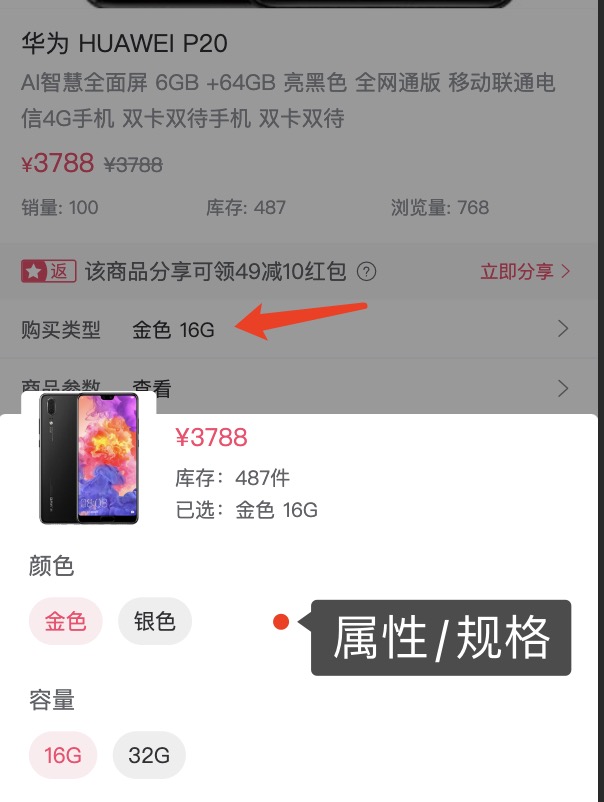 华为 HUAWEI P20
AI智慧全面屏 6GB +64GB 亮黑色 全网通版 移动联通电
信4G手机 双卡双待手机 双卡双待
¥3788 ¥3788
销量: 100 库存: 487 浏览量: 768
返 该商品分享可领49减10红包 ? 立即分享
购买类型 金色 16G
商品参数 查看
¥3788
库存：487件
已选：金色 16G
颜色
金色 银色
属性/规格
容量
16G 32G